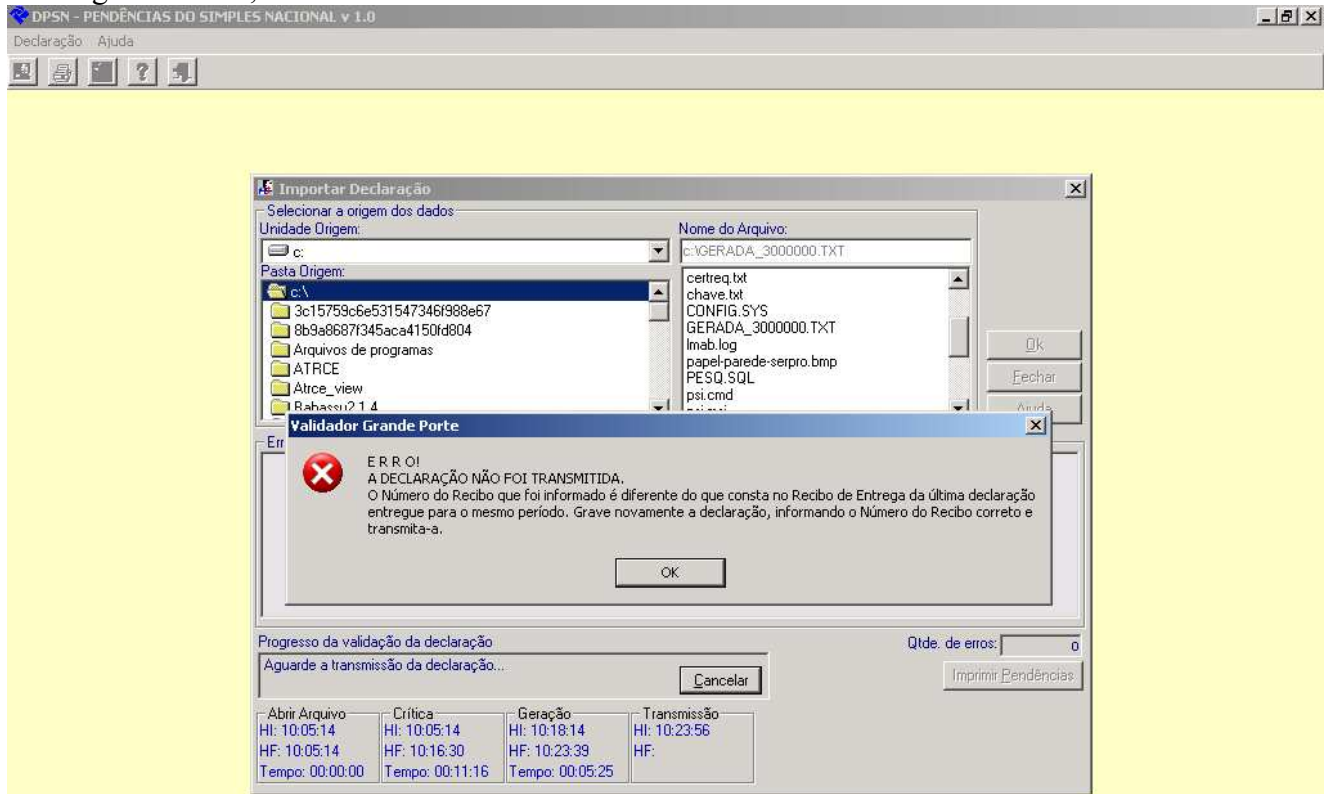 DPSN - PENDÊNCIAS DO SIMPLES NACIONAL v 1.0
Declaração Ajuda
Importar Declaração
Selecionar a origem dos dados
Unidade Origem:
Nome do Arquivo:
c:
c:\GERADA_3000000.TXT
Pasta Origem:
c:\
3c15759c6e531547346f988e67
8b9a8687f345aca4150fd804
Arquivos de programas
ATRCE
Atrce_view
Babassu2.1.4
certreq.txt
chave.txt
CONFIG.SYS
GERADA_3000000.TXT
lmab.log
papel-parede-serpro.bmp
PESQ.SQL
psi.cmd
Ok
Fechar
Ajuda
Err
Validador Grande Porte
E R R O!
A DECLARAÇÃO NÃO FOI TRANSMITIDA.
O Número do Recibo que foi informado é diferente do que consta no Recibo de Entrega da última declaração
entregue para o mesmo período. Grave novamente a declaração, informando o Número do Recibo correto e
transmita-a.
OK
Progresso da validação da declaração
Qtde. de erros: 0
Aguarde a transmissão da declaração...
Cancelar
Imprimir Pendências
Abrir Arquivo
HI: 10:05:14
HF: 10:05:14
Tempo: 00:00:00
Crítica
HI: 10:05:14
HF: 10:16:30
Tempo: 00:11:16
Geração
HI: 10:18:14
HF: 10:23:39
Tempo: 00:05:25
Transmissão
HI: 10:23:56
HF: